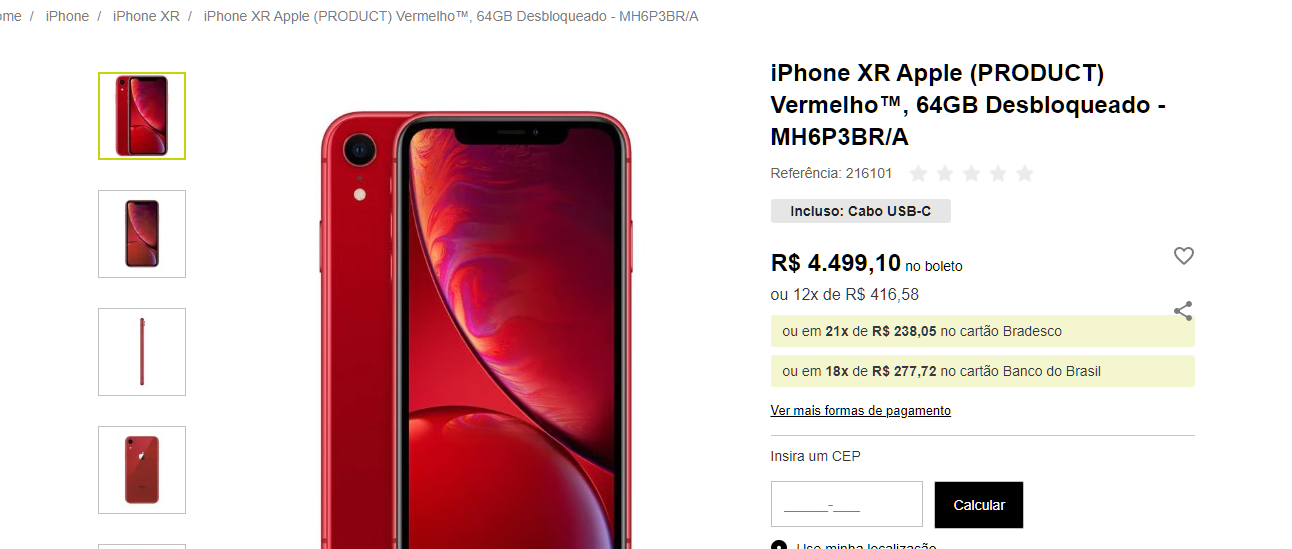 ome / iPhone / iPhone XR / iPhone XR Apple (PRODUCT) Vermelho™, 64GB Desbloqueado - MH6P3BR/A
iPhone XR Apple (PRODUCT)
Vermelho™, 64GB Desbloqueado -
MH6P3BR/A
Referência: 216101
Incluso: Cabo USB-C
R$ 4.499,10 no boleto
ou 12x de R$ 416,58
ou em 21x de R$ 238,05 no cartão Bradesco
ou em 18x de R$ 277,72 no cartão Banco do Brasil
Ver mais formas de pagamento
Insira um CEP
_____-___
Calcular
Use minha localização